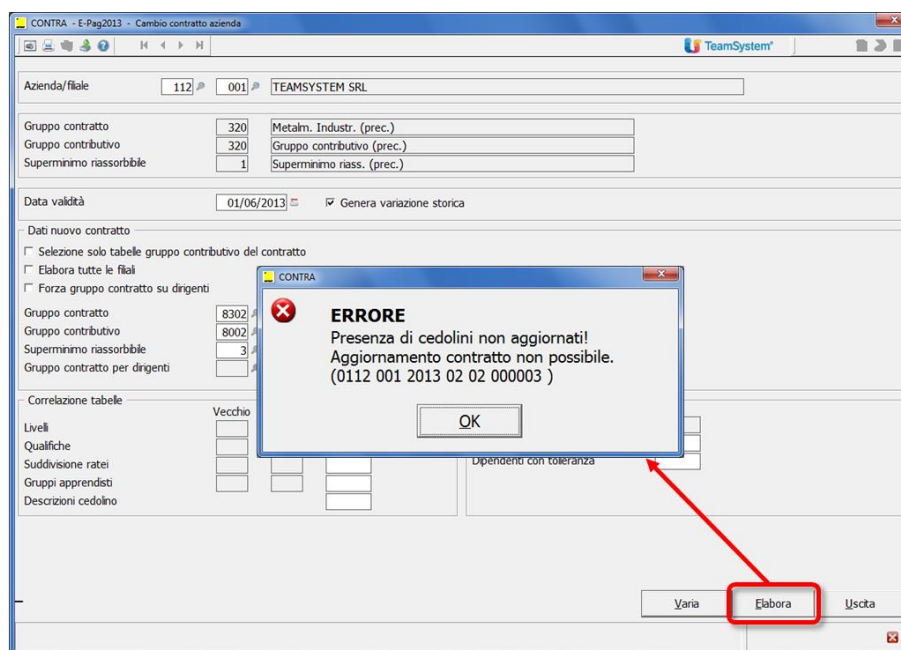 CONTRA - E-Pag2013 - Cambio contratto azienda
TeamSystem
Azienda/filiale 112 001 TEAMSYSTEM SRL
Gruppo contratto 320 Metalm. Industr. (prec.)
Gruppo contributivo 320 Gruppo contributivo (prec.)
Superminimo riassorbibile 1 Superminimo riass. (prec.)
Data validità 01/06/2013 Genera variazione storica
Dati nuovo contratto
Selezione solo tabelle gruppo contributivo del contratto
Elabora tutte le filiali
Forza gruppo contratto su dirigenti
Gruppo contratto 8302
Gruppo contributivo 8002
Superminimo riassorbibile 3
Gruppo contratto per dirigenti
CONTRA
ERRORE
Presenza di cedolini non aggiornati!
Aggiornamento contratto non possibile.
(0112 001 2013 02 02 000003 )
OK
Correlazione tabelle
Vecchio
Livelli
Qualifiche
Suddivisione ratei
Dipendenti con tolleranza
Gruppi apprendisti
Descrizioni cedolino
Varia Elabora Uscita